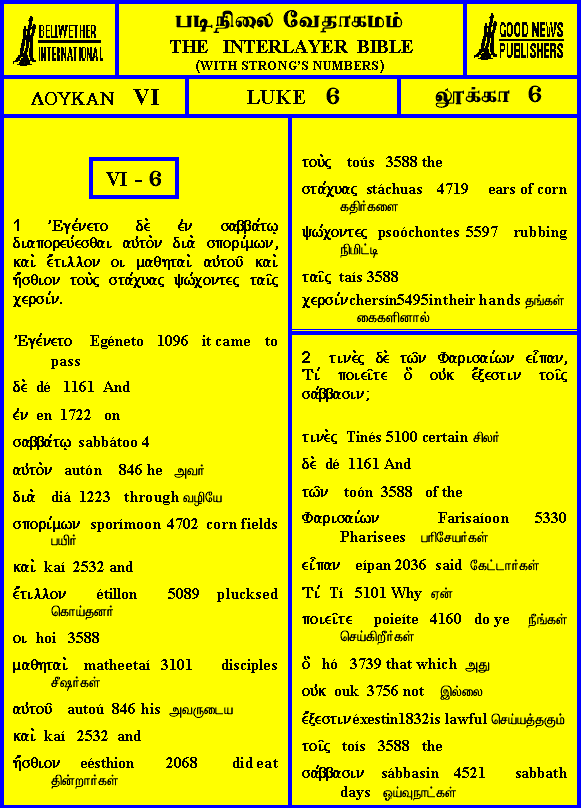 BELLWETHER
INTERNATIONAL
படிநிலை வேதாகமம்
THE INTERLAYER BIBLE
(WITH STRONG'S NUMBERS)
GOOD NEWS
PUBLISHERS
ΛΟΥΚΑΝ VI
LUKE 6
லூக்கா 6
VI - 6
1 Ἐγένετο δὲ ἐν σαββάτῳ
διαπορεύεσθαι αὐτὸν διὰ σπορίμων,
καὶ ἔτιλλον οι μαθηταὶ αὐτοῦ καὶ
ἤσθιον τοὺς στάχυας ψώχοντες ταῖς
χερσίν.
Ἐγένετο Egéneto 1096 it came to
pass
δὲ dé 1161 And
ἐν en 1722 on
σαββάτῳ sabbátoo 4
αὐτὸν autón 846 he அவர்
διὰ diá 1223 through வழியே
σπορίμων sporímoon 4702 corn fields
பயிர்
καὶ kaí 2532 and
ἔτιλλον étillon 5089 plucksed
கொய்தனர்
οι hoi 3588
μαθηταὶ matheetaí 3101 disciples
சீஷர்கள்
αὐτοῦ autoú 846 his அவருடைய
καὶ kaí 2532 and
ἤσθιον eésthion 2068 did eat
தின்றார்கள்
τοὺς toús 3588 the
στάχυας stáchuas 4719 ears of corn
கதிர்களை
ψώχοντες psoóchontes 5597 rubbing
நிமிட்டி
ταῖς taís 3588
χερσίν chersín5495intheir hands தங்கள்
கைகளினால்
2 τινὲς δὲ τῶν Φαρισαίων εἶπαν,
Τί ποιεῖτε ὃ οὐκ ἔξεστιν τοῖς
σάββασιν;
τινὲς Tinés 5100 certain சிலர்
δὲ dé 1161 And
τῶν toón 3588 of the
Φαρισαίων Farisaíoon 5330
Pharisees பரிசேயர்கள்
εἶπαν eípan 2036 said கேட்டார்கள்
Τί Tí 5101 Why ஏன்
ποιεῖτε poieíte 4160 do ye நீங்கள்
செய்கிறீர்கள்
ὃ hó 3739 that which அது
οὐκ ouk 3756 not இல்லை
ἔξεστιν éxestin1832is lawful செய்யத்தகும்
τοῖς toís 3588 the
σάββασιν sábbasin 4521 sabbath
days ஓய்வுநாட்கள்